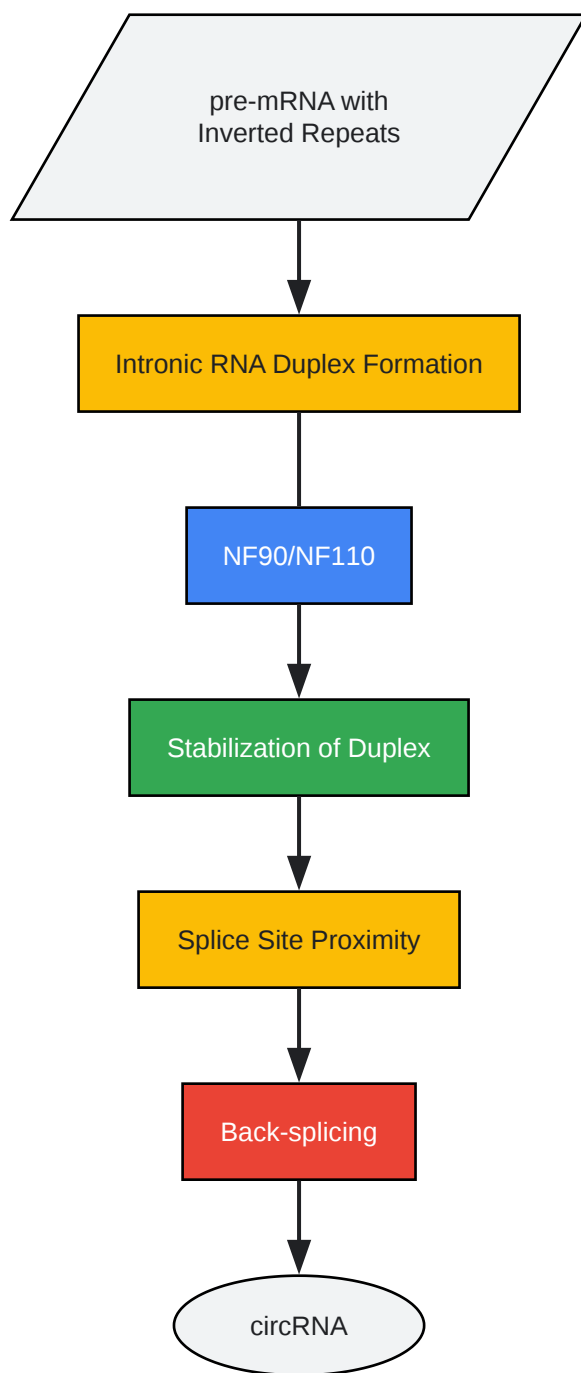 pre-mRNA with
Inverted Repeats
Intronic RNA Duplex Formation
NF90/NF110
Stabilization of Duplex
Splice Site Proximity
Back-splicing
circRNA